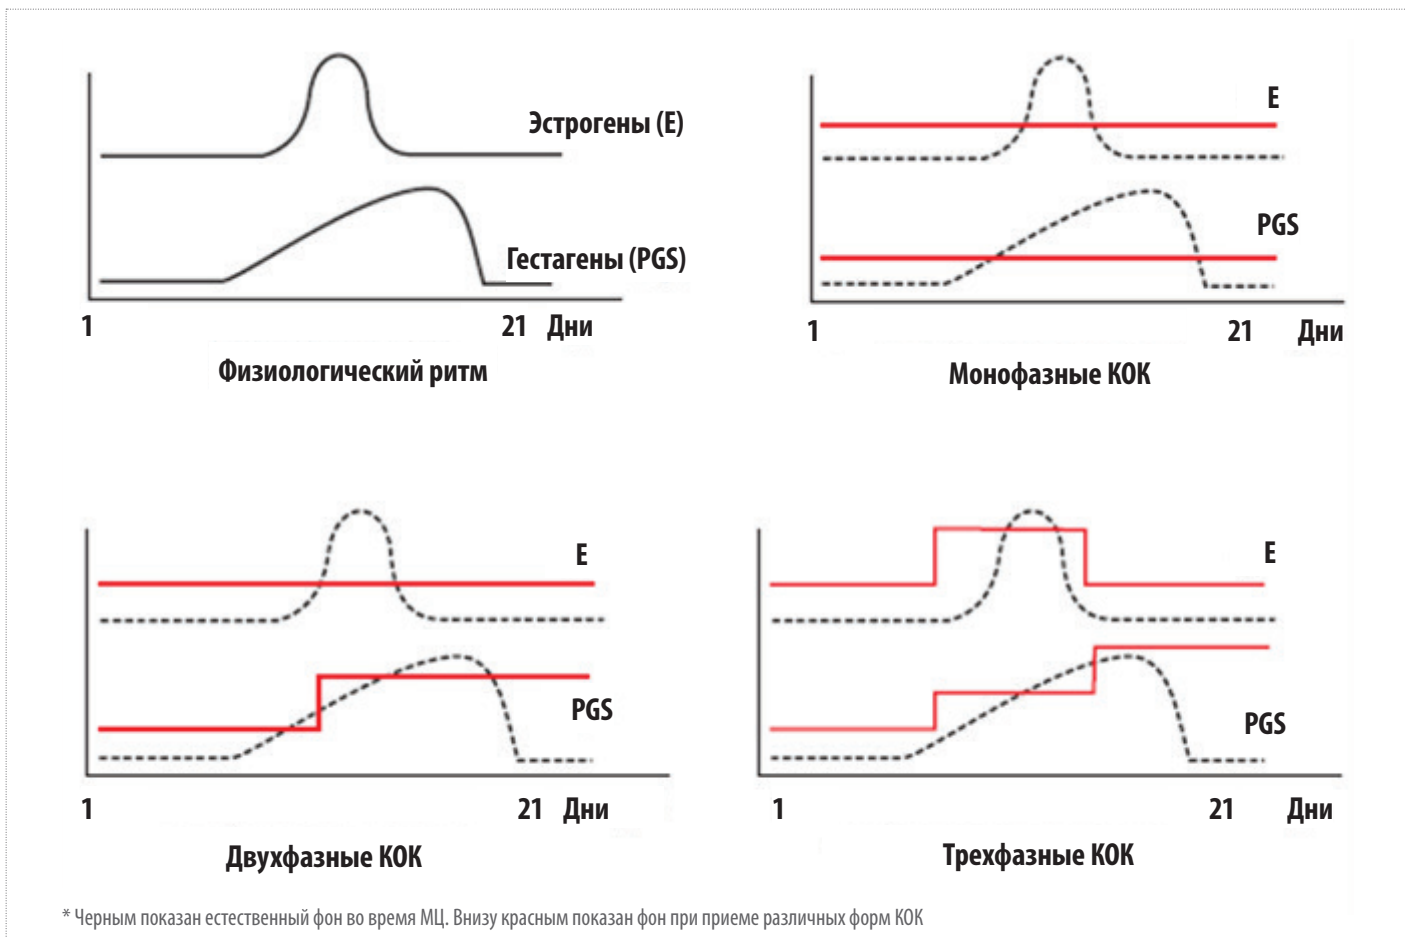 Эстрогены (E)
Гестагены (PGS)
1 21 Дни
Физиологический ритм
E
PGS
1 21 Дни
Монофазные КОК
E
PGS
1 21 Дни
Двухфазные КОК
E
PGS
1 21 Дни
Трехфазные КОК
* Черным показан естественный фон во время МЦ. Внизу красным показан фон при приеме различных форм КОК